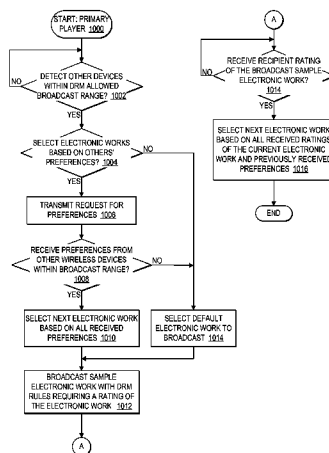 START: PRIMARY
PLAYER 1000
DETECT OTHER DEVICES
WITHIN DRM ALLOWED
BROADCAST RANGE?
1002
NO
YES
SELECT ELECTRONIC WORKS
BASED ON OTHERS'
PREFERENCES?
1004
NO
YES
TRANSMIT REQUEST FOR
PREFERENCES 1006
RECEIVE PREFERENCES FROM
OTHER WIRELESS DEVICES
WITHIN BROADCAST RANGE?
1008
NO
YES
SELECT NEXT ELECTRONIC WORK
BASED ON ALL RECEIVED
PREFERENCES 1010
SELECT DEFAULT
ELECTRONIC WORK TO
BROADCAST 1014
BROADCAST SAMPLE
ELECTRONIC WORK WITH DRM
RULES REQUIRING A RATING OF
THE ELECTRONIC WORK 1012
A
A
RECEIVE RECIPIENT RATING
OF THE BROADCAST SAMPLE
ELECTRONIC WORK?
1014
NO
YES
SELECT NEXT ELECTRONIC WORK
BASED ON ALL RECEIVED RATINGS
OF THE CURRENT ELECTRONIC
WORK AND PREVIOUSLY RECEIVED
PREFERENCES 1016
END